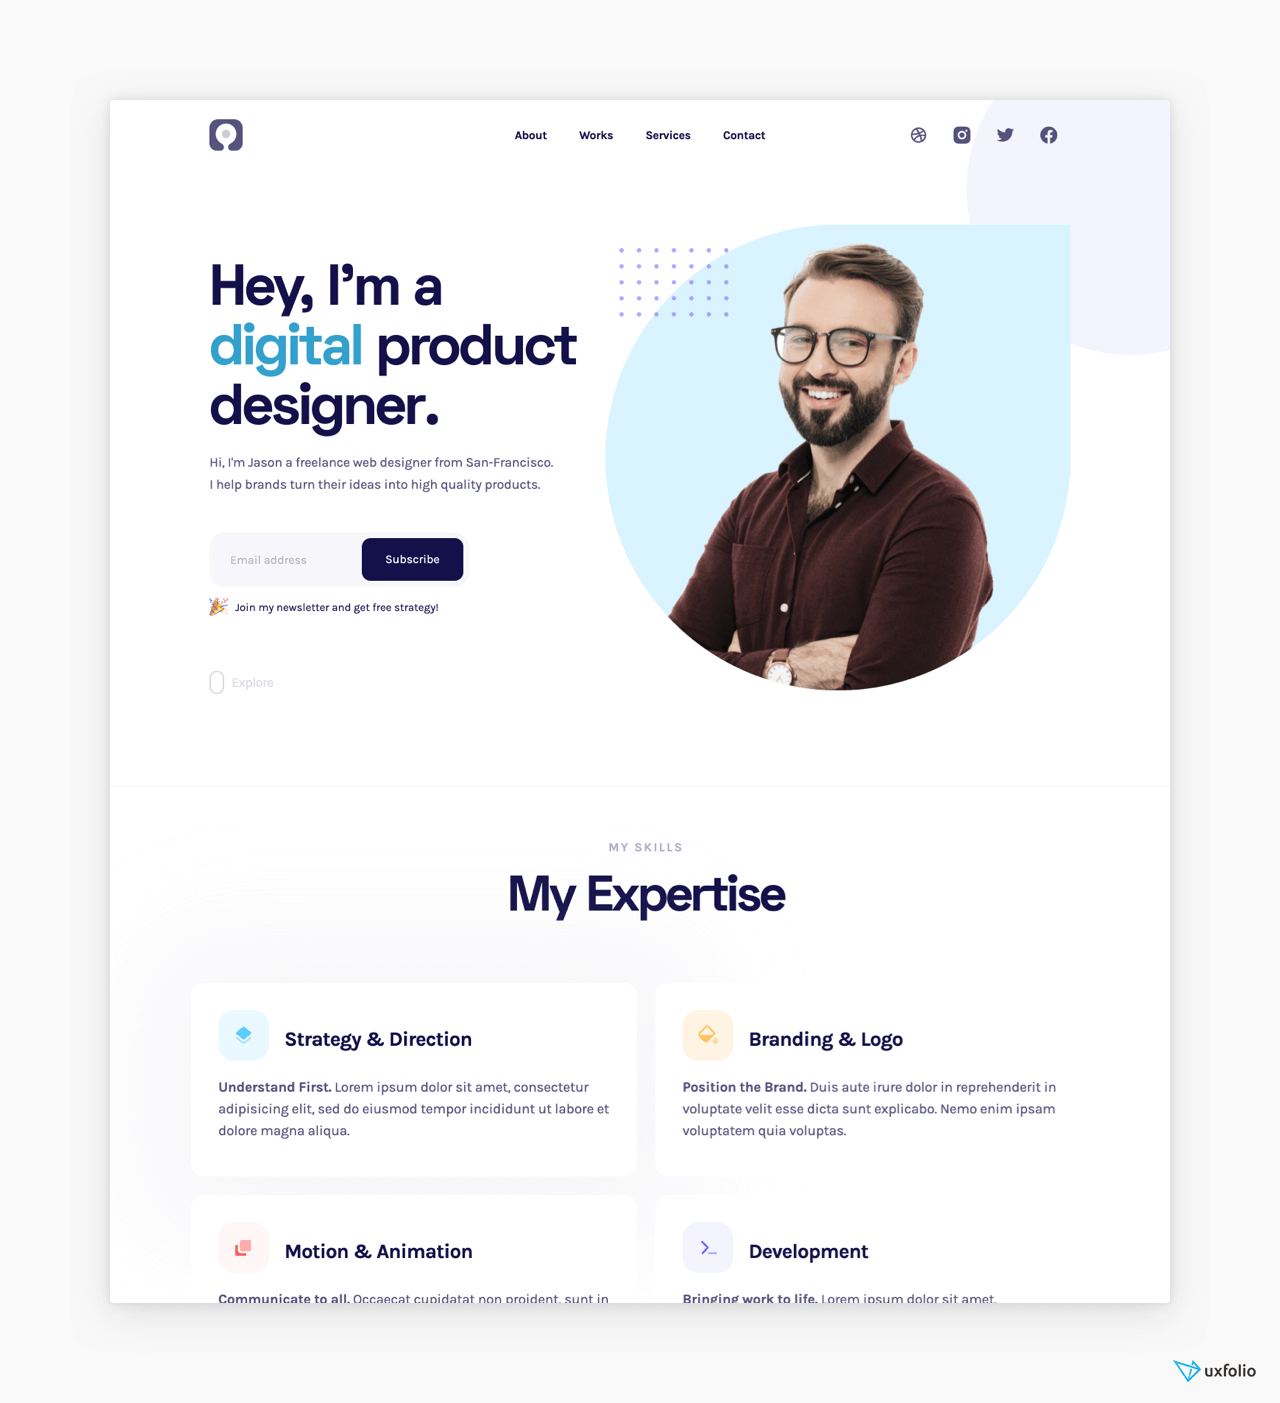 About Works Services Contact
Hey, I’m a
digital product
designer.
Hi, I'm Jason a freelance web designer from San-Francisco.
I help brands turn their ideas into high quality products.
Email address Subscribe
Join my newsletter and get free strategy!
Explore
MY SKILLS
My Expertise
Strategy & Direction
Understand First. Lorem ipsum dolor sit amet, consectetur
adipisicing elit, sed do eiusmod tempor incididunt ut labore et
dolore magna aliqua.
Branding & Logo
Position the Brand. Duis aute irure dolor in reprehenderit in
voluptate velit esse dicta sunt explicabo. Nemo enim ipsam
voluptatem quia voluptas.
Motion & Animation
Communicate to all. Occaecat cupidatat non proident, sunt in
Development
Bringing work to life. Lorem ipsum dolor sit amet,
uxfolio